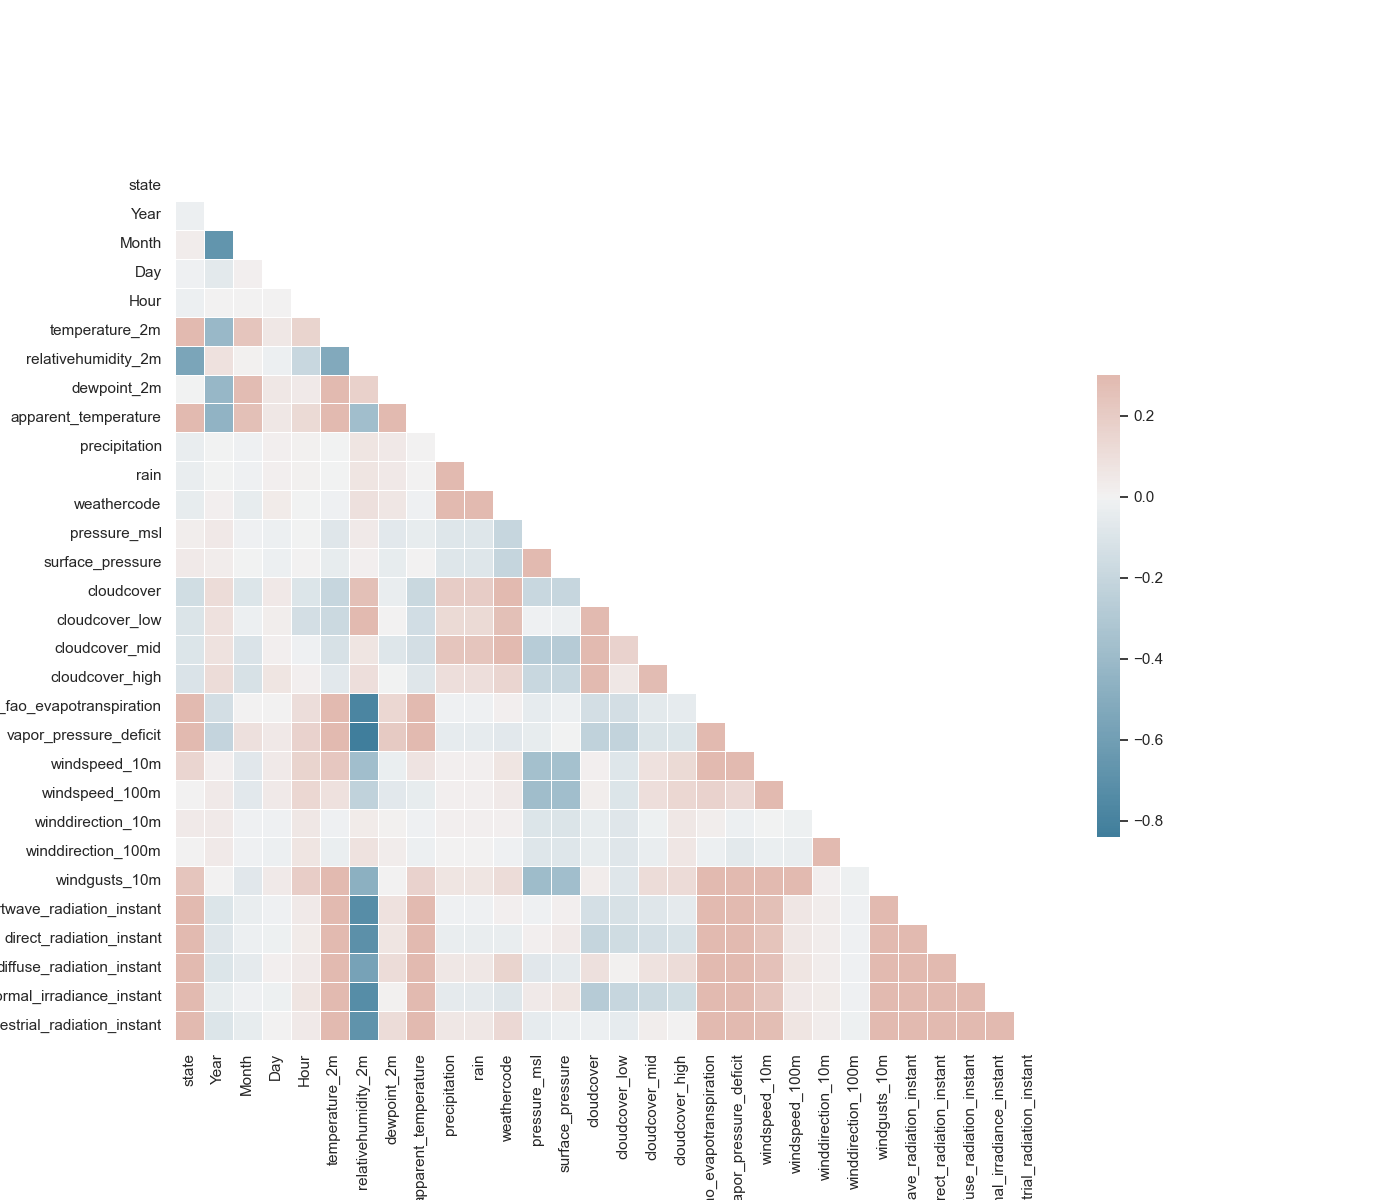 state
Year
Month
Day
Hour
temperature_2m
relativehumidity_2m
dewpoint_2m
apparent_temperature
precipitation
rain
weathercode
pressure_msl
surface_pressure
cloudcover
cloudcover_low
cloudcover_mid
cloudcover_high
_fao_evapotranspiration
vapor_pressure_deficit
windspeed_10m
windspeed_100m
winddirection_10m
winddirection_100m
windgusts_10m
rtwave_radiation_instant
direct_radiation_instant
diffuse_radiation_instant
ormal_irradiance_instant
estrial_radiation_instant
0.2
0.0
−0.2
−0.4
−0.6
−0.8
state
Year
Month
Day
Hour
temperature_2m
relativehumidity_2m
dewpoint_2m
apparent_temperature
precipitation
rain
weathercode
pressure_msl
surface_pressure
cloudcover
cloudcover_low
cloudcover_mid
cloudcover_high
ao_evapotranspiration
apor_pressure_deficit
windspeed_10m
windspeed_100m
winddirection_10m
winddirection_100m
windgusts_10m
ave_radiation_instant
rect_radiation_instant
fuse_radiation_instant
nal_irradiance_instant
trial_radiation_instant